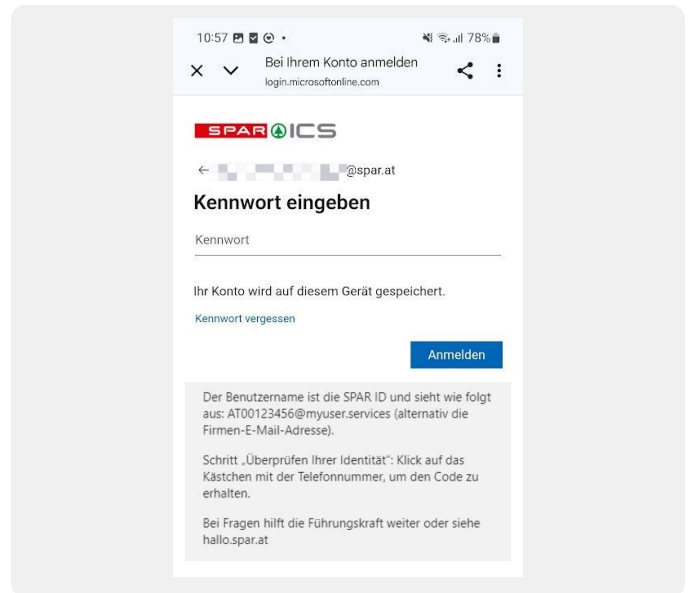 10:57
78%
Bei Ihrem Konto anmelden
login.microsoftonline.com
SPAR ICS
@spar.at
Kennwort eingeben
Kennwort
Ihr Konto wird auf diesem Gerät gespeichert.
Kennwort vergessen
Anmelden
Der Benutzername ist die SPAR ID und sieht wie folgt
aus: AT00123456@myuser.services (alternativ die
Firmen-E-Mail-Adresse).
Schritt „Überprüfen Ihrer Identität“: Klick auf das
Kästchen mit der Telefonnummer, um den Code zu
erhalten.
Bei Fragen hilft die Führungskraft weiter oder siehe
hallo.spar.at